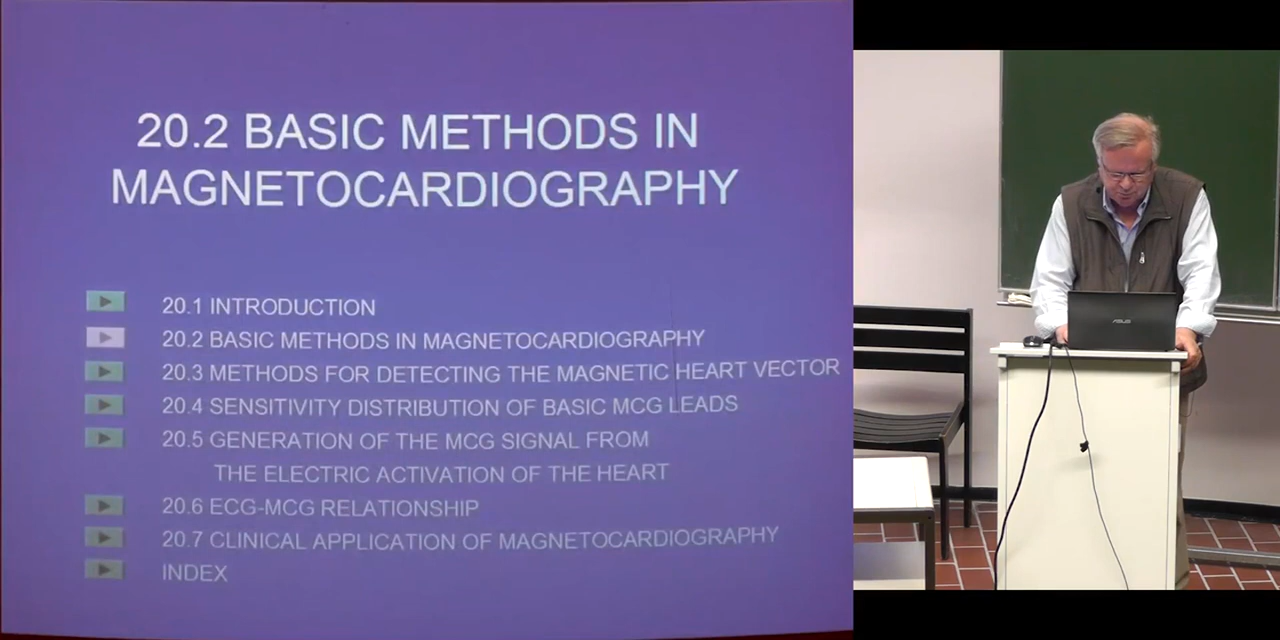 20.2 BASIC METHODS IN
MAGNETOCARDIOGRAPHY
20.1 INTRODUCTION
20.2 BASIC METHODS IN MAGNETOCARDIOGRAPHY
20.3 METHODS FOR DETECTING THE MAGNETIC HEART VECTOR
20.4 SENSITIVITY DISTRIBUTION OF BASIC MCG LEADS
20.5 GENERATION OF THE MCG SIGNAL FROM
THE ELECTRIC ACTIVATION OF THE HEART
20.6 ECG-MCG RELATIONSHIP
20.7 CLINICAL APPLICATION OF MAGNETOCARDIOGRAPHY
INDEX
ASUS